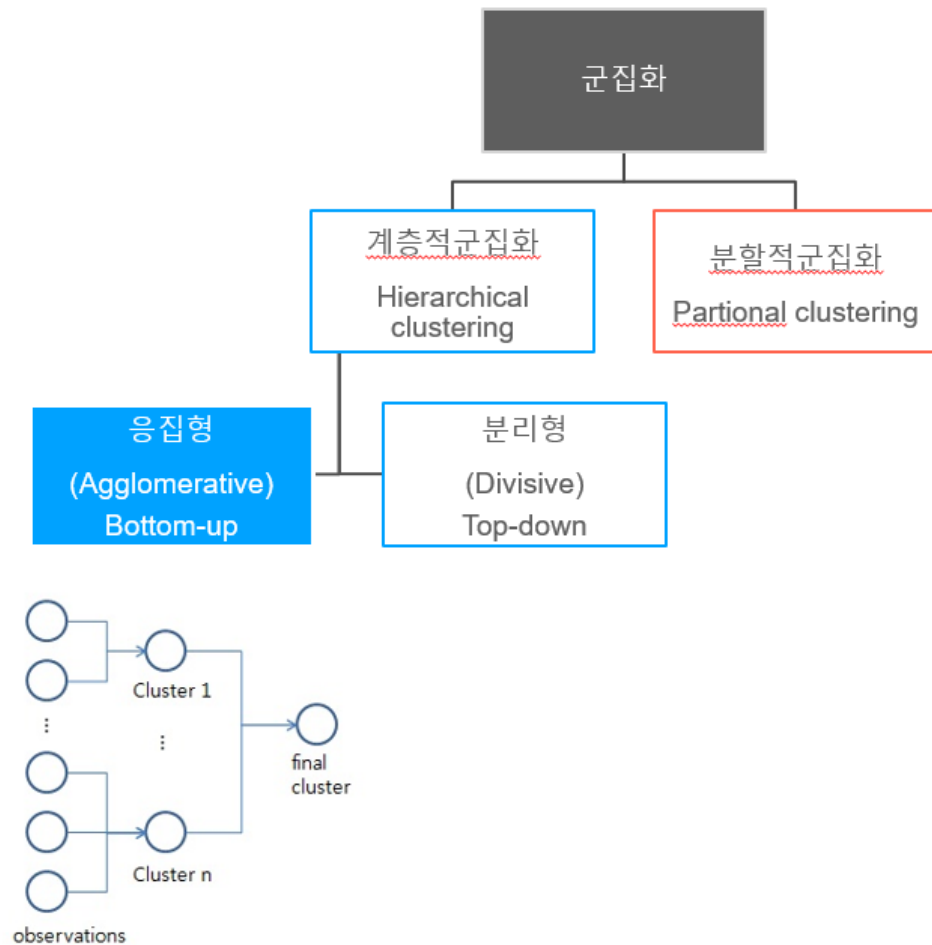 군집화
계층적군집화
Hierarchical
clustering
분할적군집화
Partional clustering
응집형
(Agglomerative)
Bottom-up
분리형
(Divisive)
Top-down
Cluster 1
final
cluster
Cluster n
observations